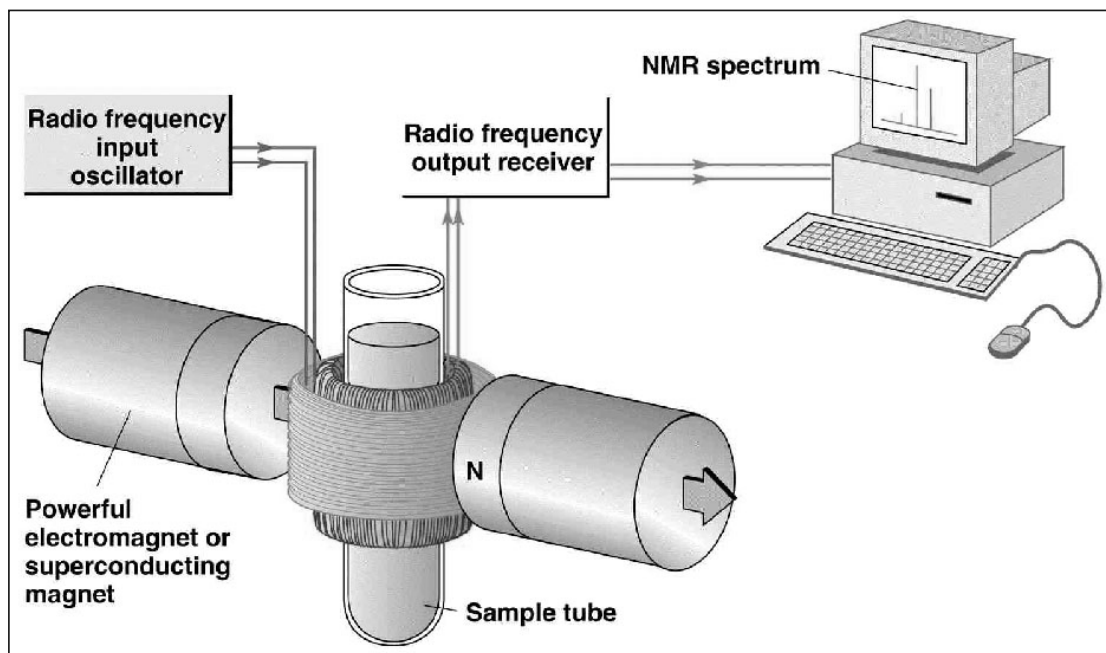 NMR spectrum
Radio frequency
input
oscillator
Radio frequency
output receiver
N
Powerful
electromagnet or
superconducting
magnet
Sample tube